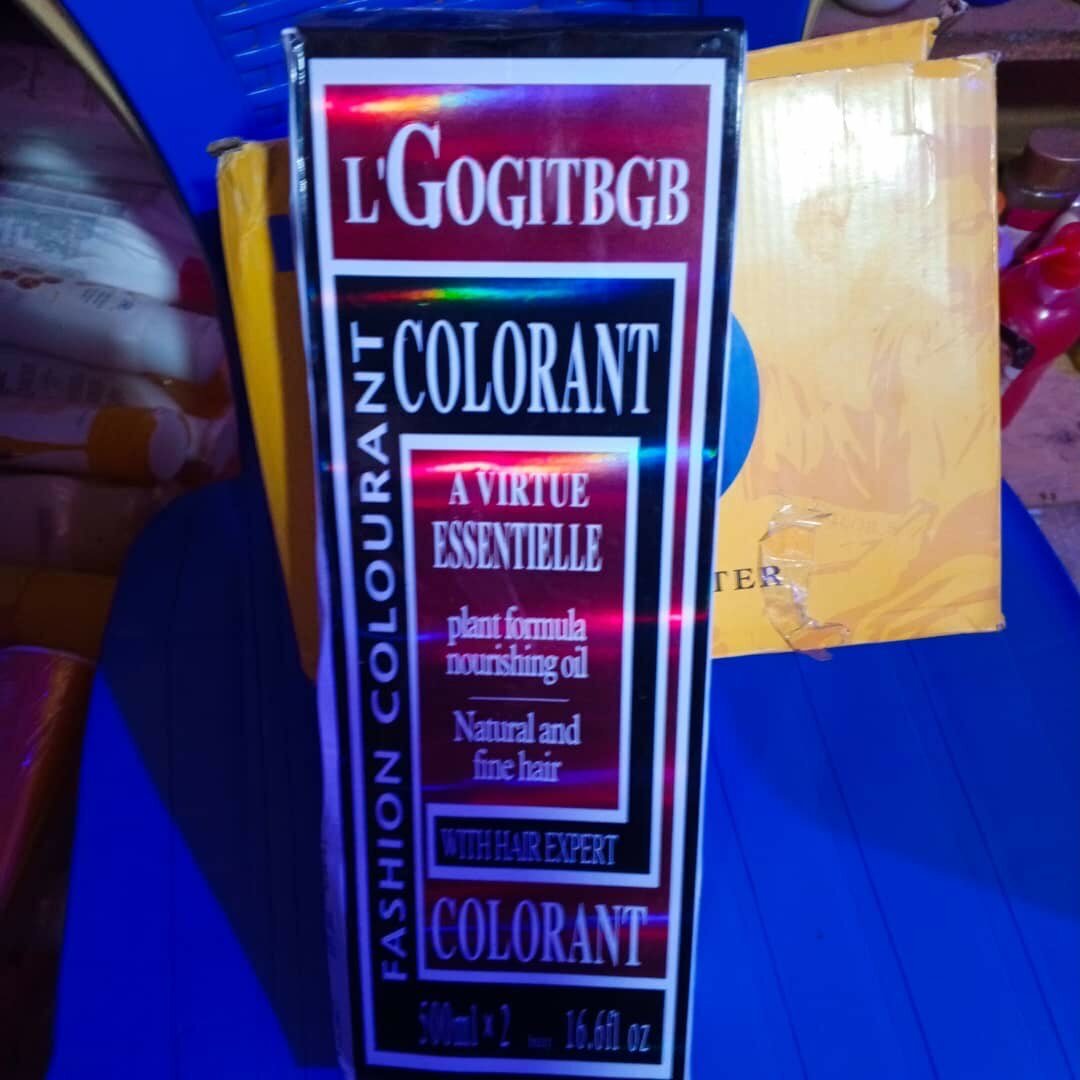 L'GOGITBGB
COLORANT
FASHION COLOURANT
A VIRTUE
ESSENTIELLE
plant formula
nourishing oil
Natural and
fine hair
WITH HAIR EXPERT
COLORANT
500ml × 2 16.6fl oz
TER